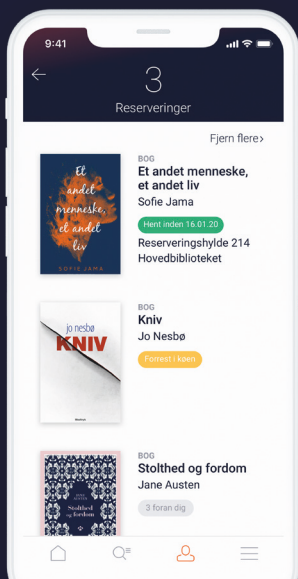 9:41
3
Reserveringer
Fjern flere>
Et
andet
menneske,
et andet
liv
SOFIE JAMA
BOG
Et andet menneske,
et andet liv
Sofie Jama
Hent inden 16.01.20
Reserveringshylde 214
Hovedbiblioteket
jo nesbø
KNIV
BOG
Kniv
Jo Nesbø
Forrest i køen
JANE
AUSTEN
Stolthed
og fordom
BOG
Stolthed og fordom
Jane Austen
3 foran dig